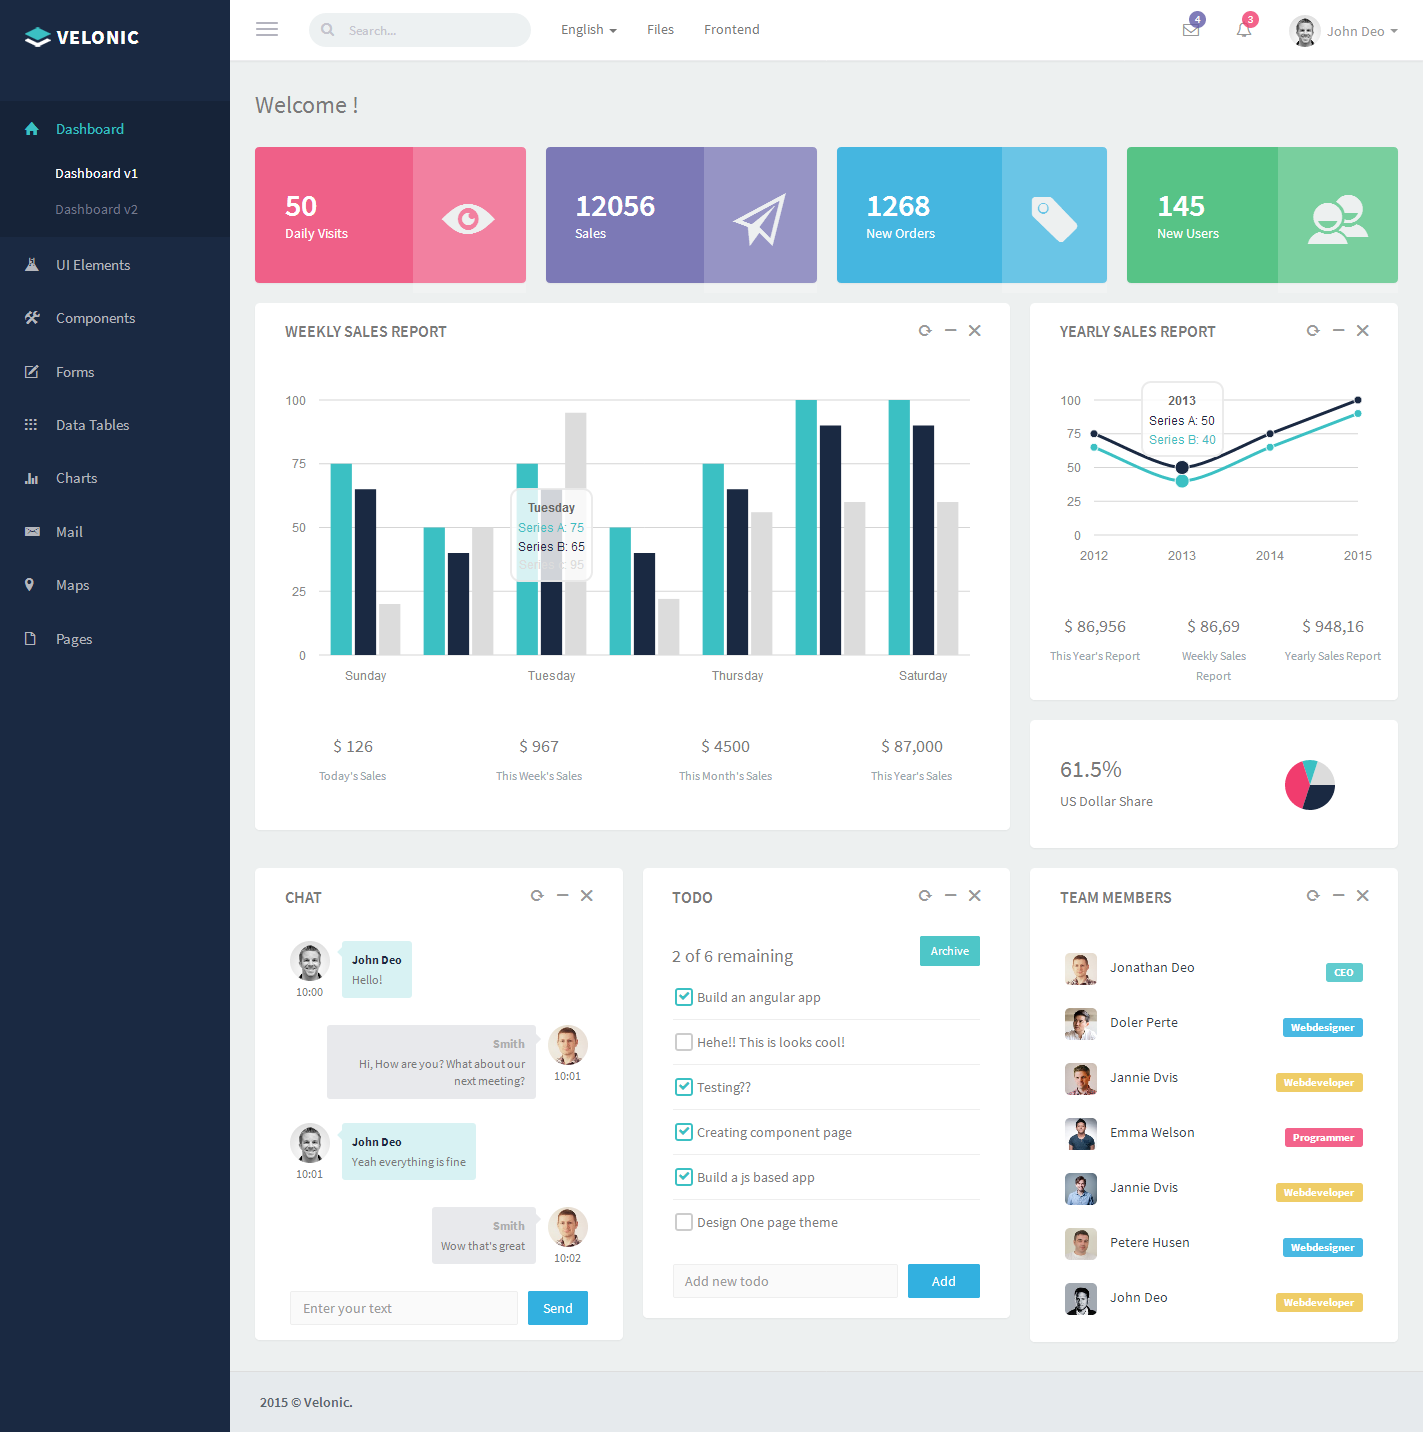 VELONIC
Search...
English
Files
Frontend
4
3
John Deo
Dashboard
Dashboard v1
Dashboard v2
UI Elements
Components
Forms
Data Tables
Charts
Mail
Maps
Pages
Welcome !
50
Daily Visits
12056
Sales
1268
New Orders
145
New Users
WEEKLY SALES REPORT
100
75
50
25
0
Tuesday
Series A: 75
Series B: 65
Series C: 95
Sunday
Tuesday
Thursday
Saturday
$ 126
Today's Sales
$ 967
This Week's Sales
$ 4500
This Month's Sales
$ 87,000
This Year's Sales
YEARLY SALES REPORT
100
75
50
25
0
2013
Series A: 50
Series B: 40
2012
2013
2014
2015
$ 86,956
This Year's Report
$ 86,69
Weekly Sales
Report
$ 948,16
Yearly Sales Report
61.5%
US Dollar Share
CHAT
John Deo
Hello!
10:00
Smith
Hi, How are you? What about our
next meeting?
10:01
John Deo
Yeah everything is fine
10:01
Smith
Wow that's great
10:02
Enter your text
Send
TODO
2 of 6 remaining
Archive
Build an angular app
Hehe!! This is looks cool!
Testing??
Creating component page
Build a js based app
Design One page theme
Add new todo
Add
TEAM MEMBERS
Jonathan Deo
CEO
Doler Perte
Webdesigner
Jannie Dvis
Webdeveloper
Emma Welson
Programmer
Jannie Dvis
Webdeveloper
Petere Husen
Webdesigner
John Deo
Webdeveloper
2015 © Velonic.